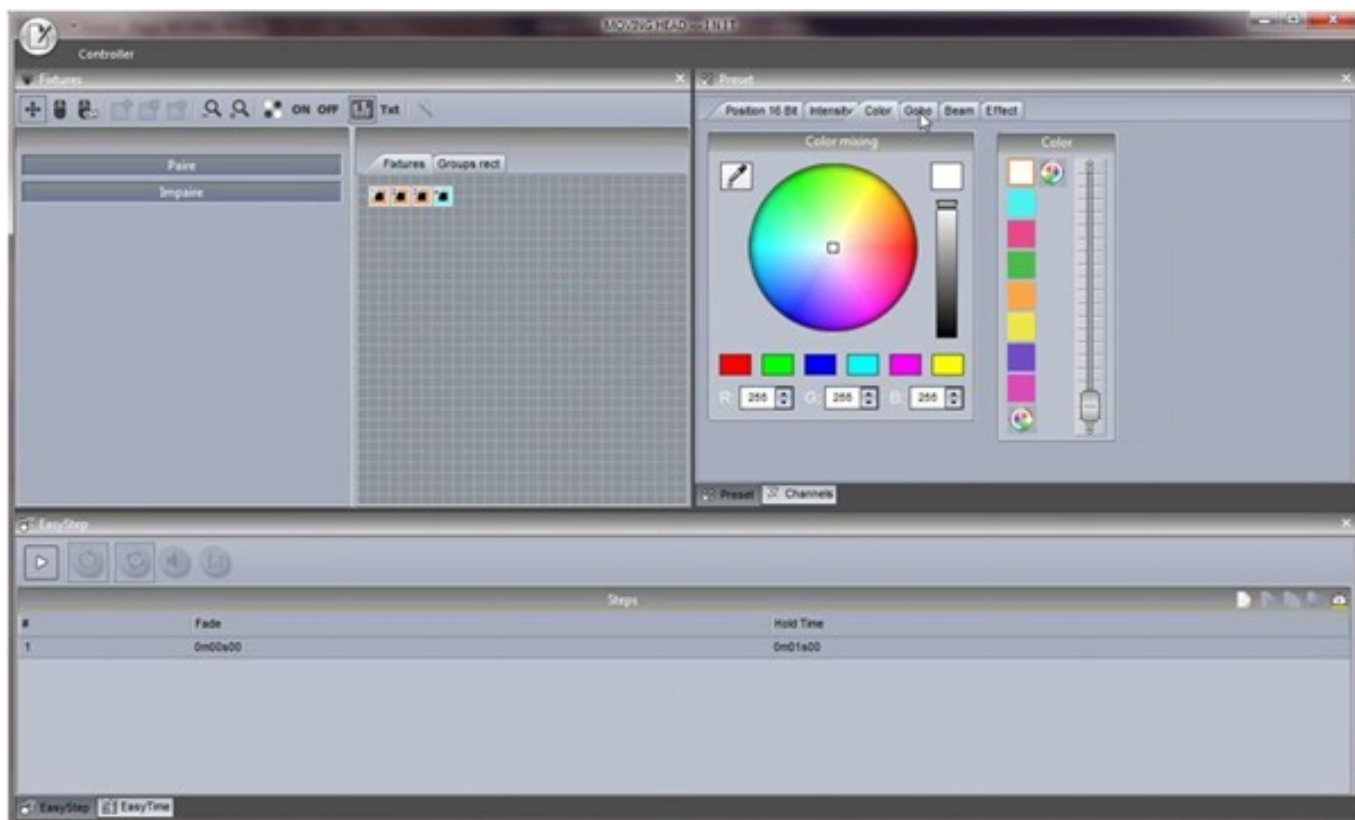 MOVING HEAD - INIT
Controller
Fixtures
ON OFF Txt
Paire
Impaire
Fixtures Groups rect
Preset
Position 16 Bit Intensity Color Gobo Beam Effect
Color mixing
Color
R: 255 G: 255 B: 255
Preset Channels
EasyStep
Steps
# Fade Hold Time
1 0m00s00 0m01s00
EasyStep EasyTime